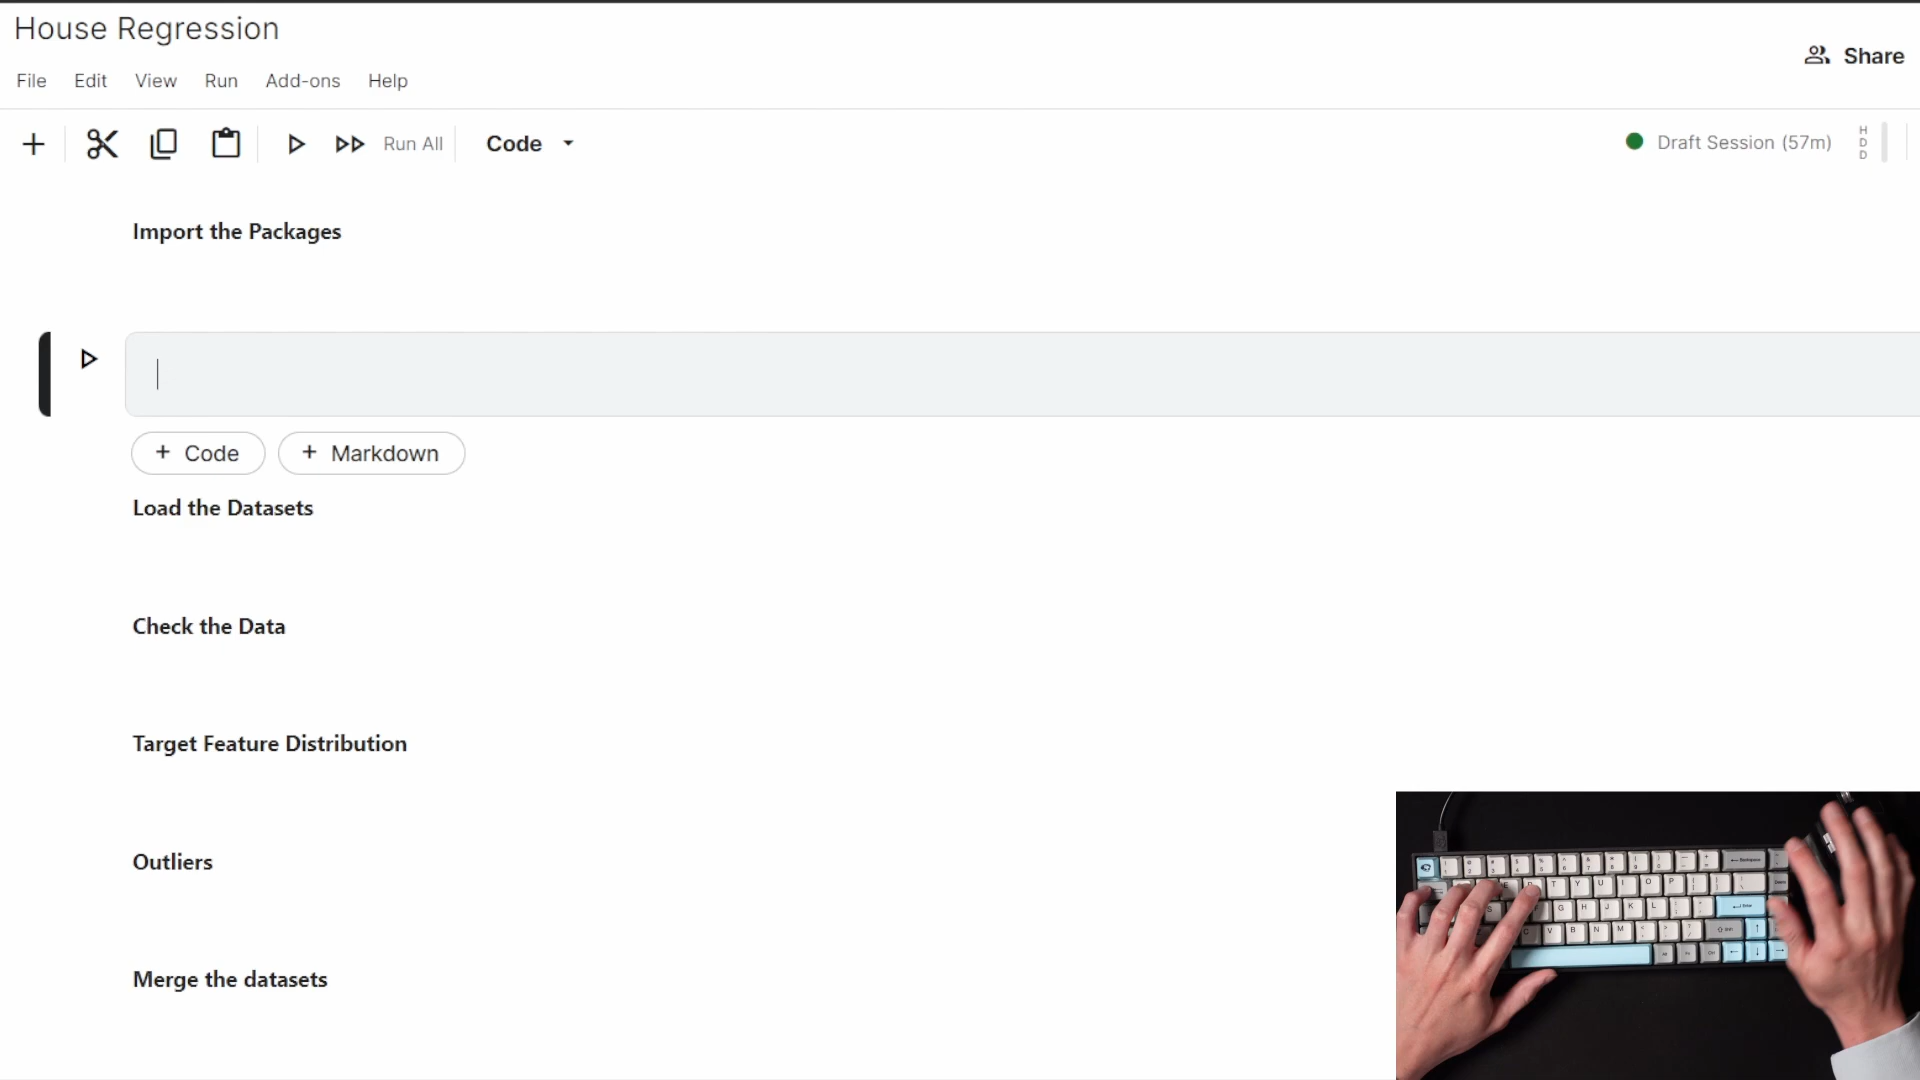 House Regression
Share
File Edit View Run Add-ons Help
Run All
Code
Draft Session (57m)
HDD
Import the Packages
+ Code
+ Markdown
Load the Datasets
Check the Data
Target Feature Distribution
Outliers
Merge the datasets